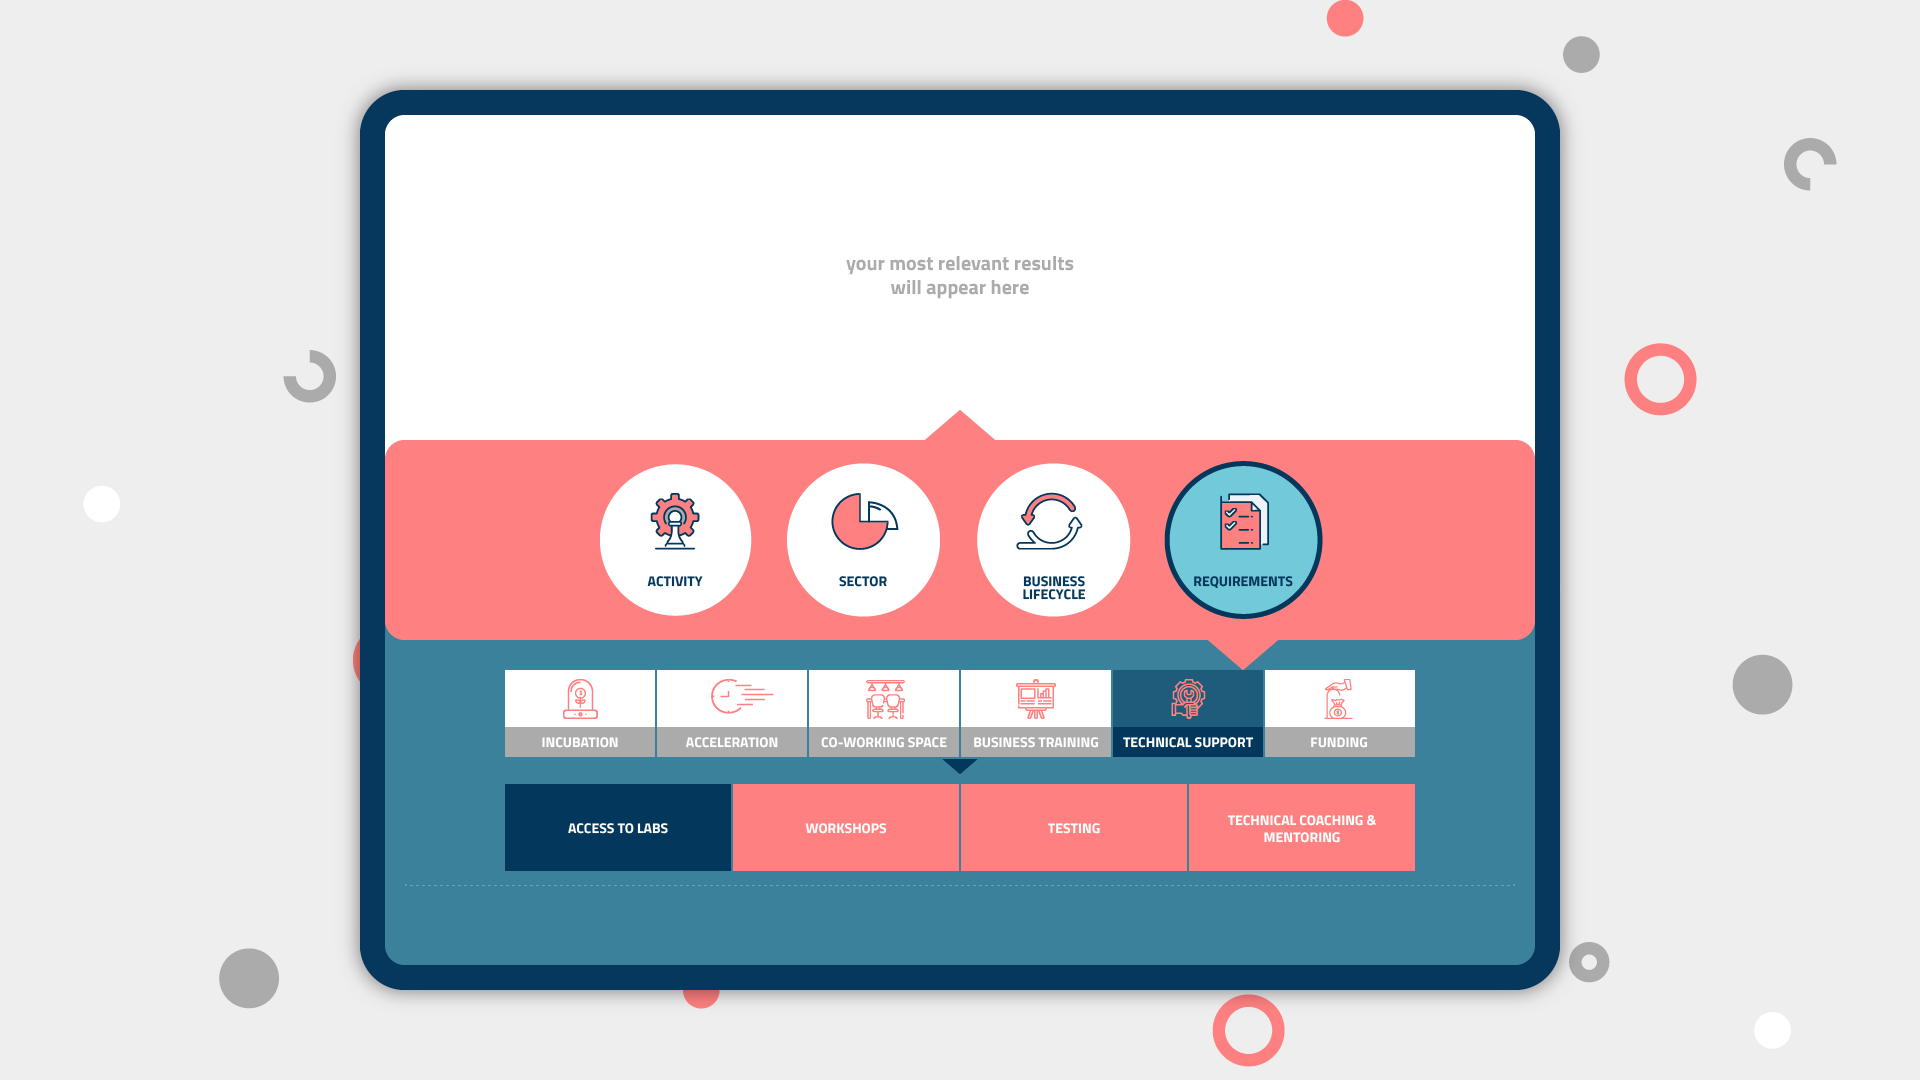 your most relevant results
will appear here
ACTIVITY
SECTOR
BUSINESS
LIFECYCLE
REQUIREMENTS
INCUBATION
ACCELERATION
CO-WORKING SPACE
BUSINESS TRAINING
TECHNICAL SUPPORT
FUNDING
ACCESS TO LABS
WORKSHOPS
TESTING
TECHNICAL COACHING &
MENTORING